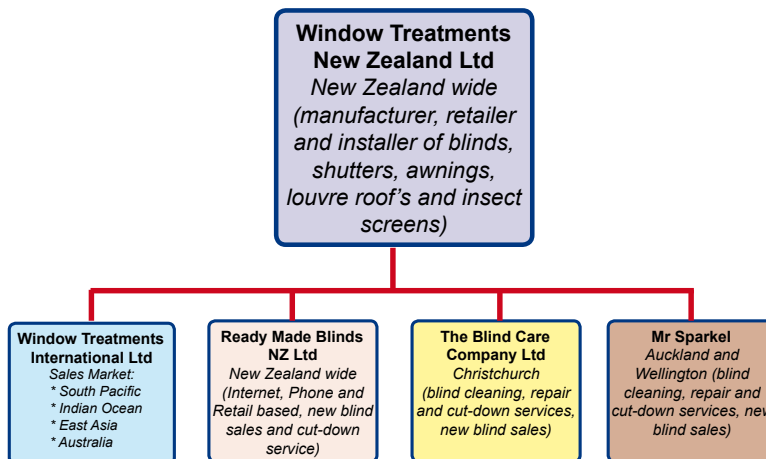 Window Treatments
New Zealand Ltd
New Zealand wide
(manufacturer, retailer
and installer of blinds,
shutters, awnings,
louvre roof's and insect
screens)
Window Treatments
International Ltd
Sales Market:
* South Pacific
* Indian Ocean
* East Asia
* Australia
Ready Made Blinds
NZ Ltd
New Zealand wide
(Internet, Phone and
Retail based, new blind
sales and cut-down
service)
The Blind Care
Company Ltd
Christchurch
(blind cleaning, repair
and cut-down services,
new blind sales)
Mr Sparkel
Auckland and
Wellington (blind
cleaning, repair and
cut-down services, new
blind sales)